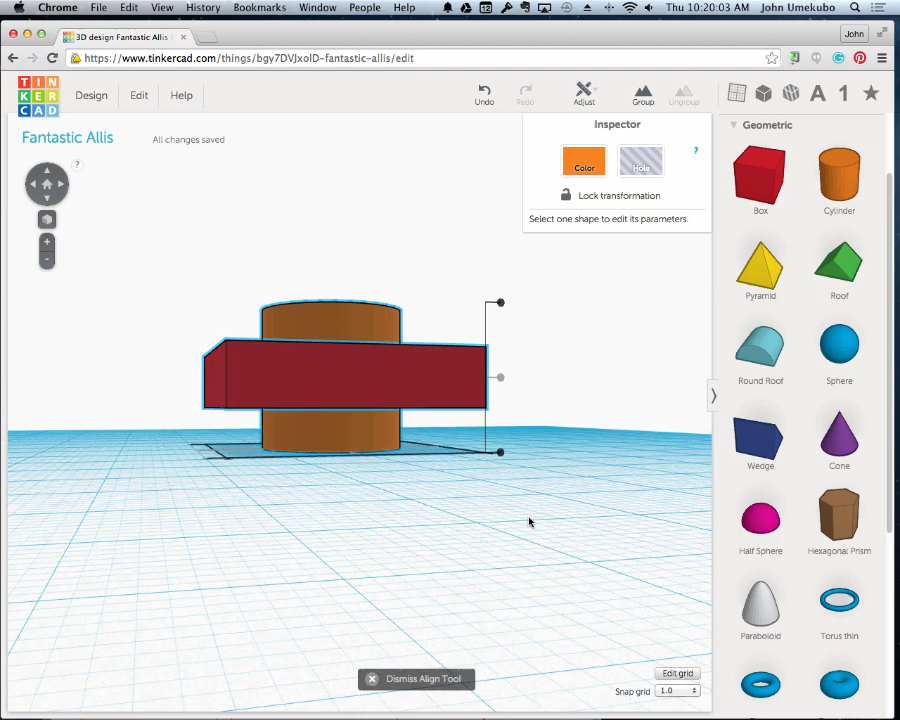 Chrome File Edit View History Bookmarks Window People Help Thu 10:20:03 AM John Umekubo
3D design Fantastic Allis
John
https://www.tinkercad.com/things/bgy7DVJxolD-fantastic-allis/edit
TIN
KER
CAD
Design Edit Help
Undo Redo Adjust Group Ungroup
Fantastic Allis All changes saved
?
Inspector
Color Hole ?
Lock transformation
Select one shape to edit its parameters.
A 1
Geometric
Box Cylinder
Pyramid Roof
Round Roof Sphere
Wedge Cone
Half Sphere Hexagonal Prism
Paraboloid Torus thin
+
-
Dismiss Align Tool
Edit grid
Snap grid 1.0